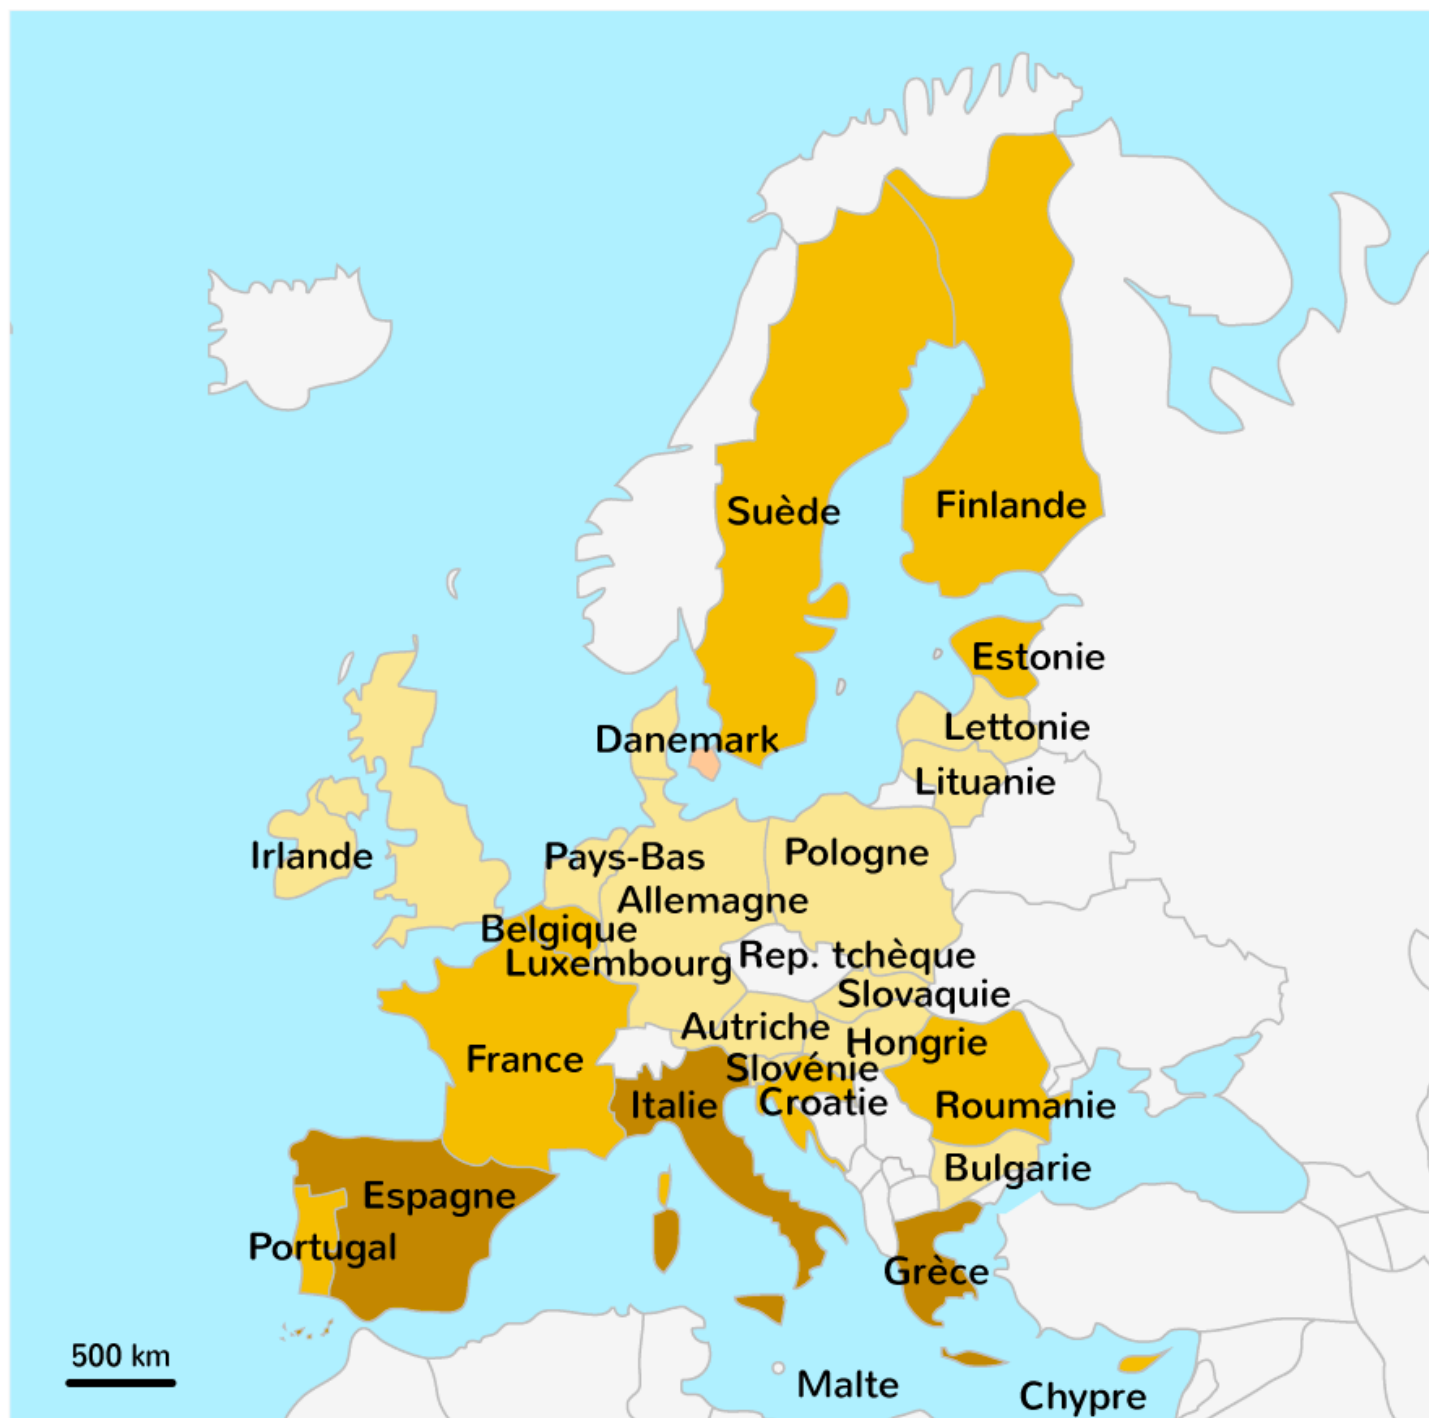 Suède
Finlande
Estonie
Danemark
Lettonie
Lituanie
Irlande
Pays-Bas
Pologne
Allemagne
Belgique
Luxembourg
Rep. tchèque
Slovaquie
Autriche
Hongrie
France
Slovénie
Italie
Croatie
Roumanie
Bulgarie
Espagne
Portugal
Grèce
500 km
Malte
Chypre